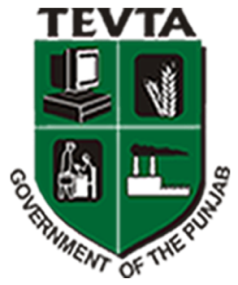 TEVTA
GOVERNMENT OF THE PUNJAB